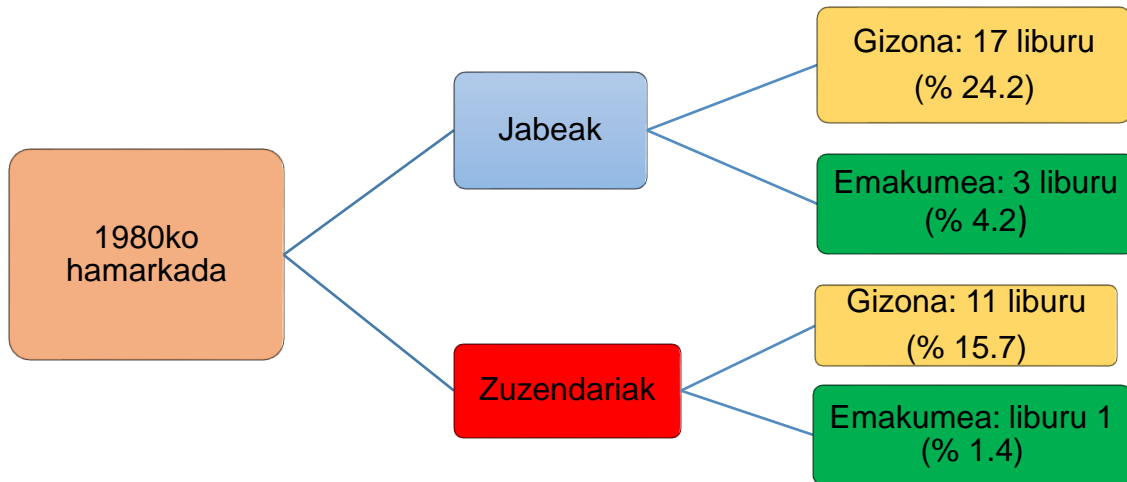 1980ko
hamarkada
Jabeak
Gizona: 17 liburu
(% 24.2)
Emakumea: 3 liburu
(% 4.2)
Zuzendariak
Gizona: 11 liburu
(% 15.7)
Emakumea: liburu 1
(% 1.4)